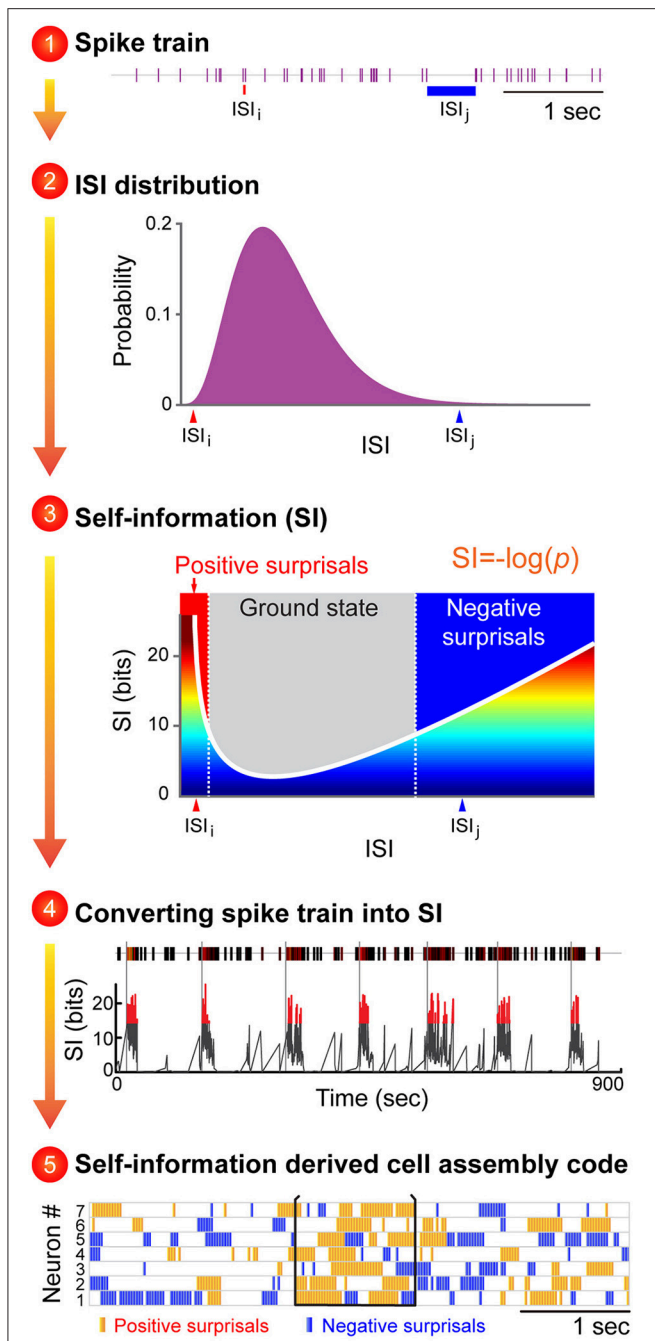 1 Spike train
ISIi
ISIj
1 sec
2 ISI distribution
0.2
0.1
0
Probability
ISIi
ISI
ISIj
3 Self-information (SI)
Positive surprisals
SI=-log(p)
Ground state
Negative
surprisals
20
10
0
SI (bits)
ISIi
ISIj
ISI
4 Converting spike train into SI
20
10
0
SI (bits)
0
Time (sec)
900
5 Self-information derived cell assembly code
Neuron #
7
6
5
4
3
2
1
Positive surprisals
Negative surprisals
1 sec